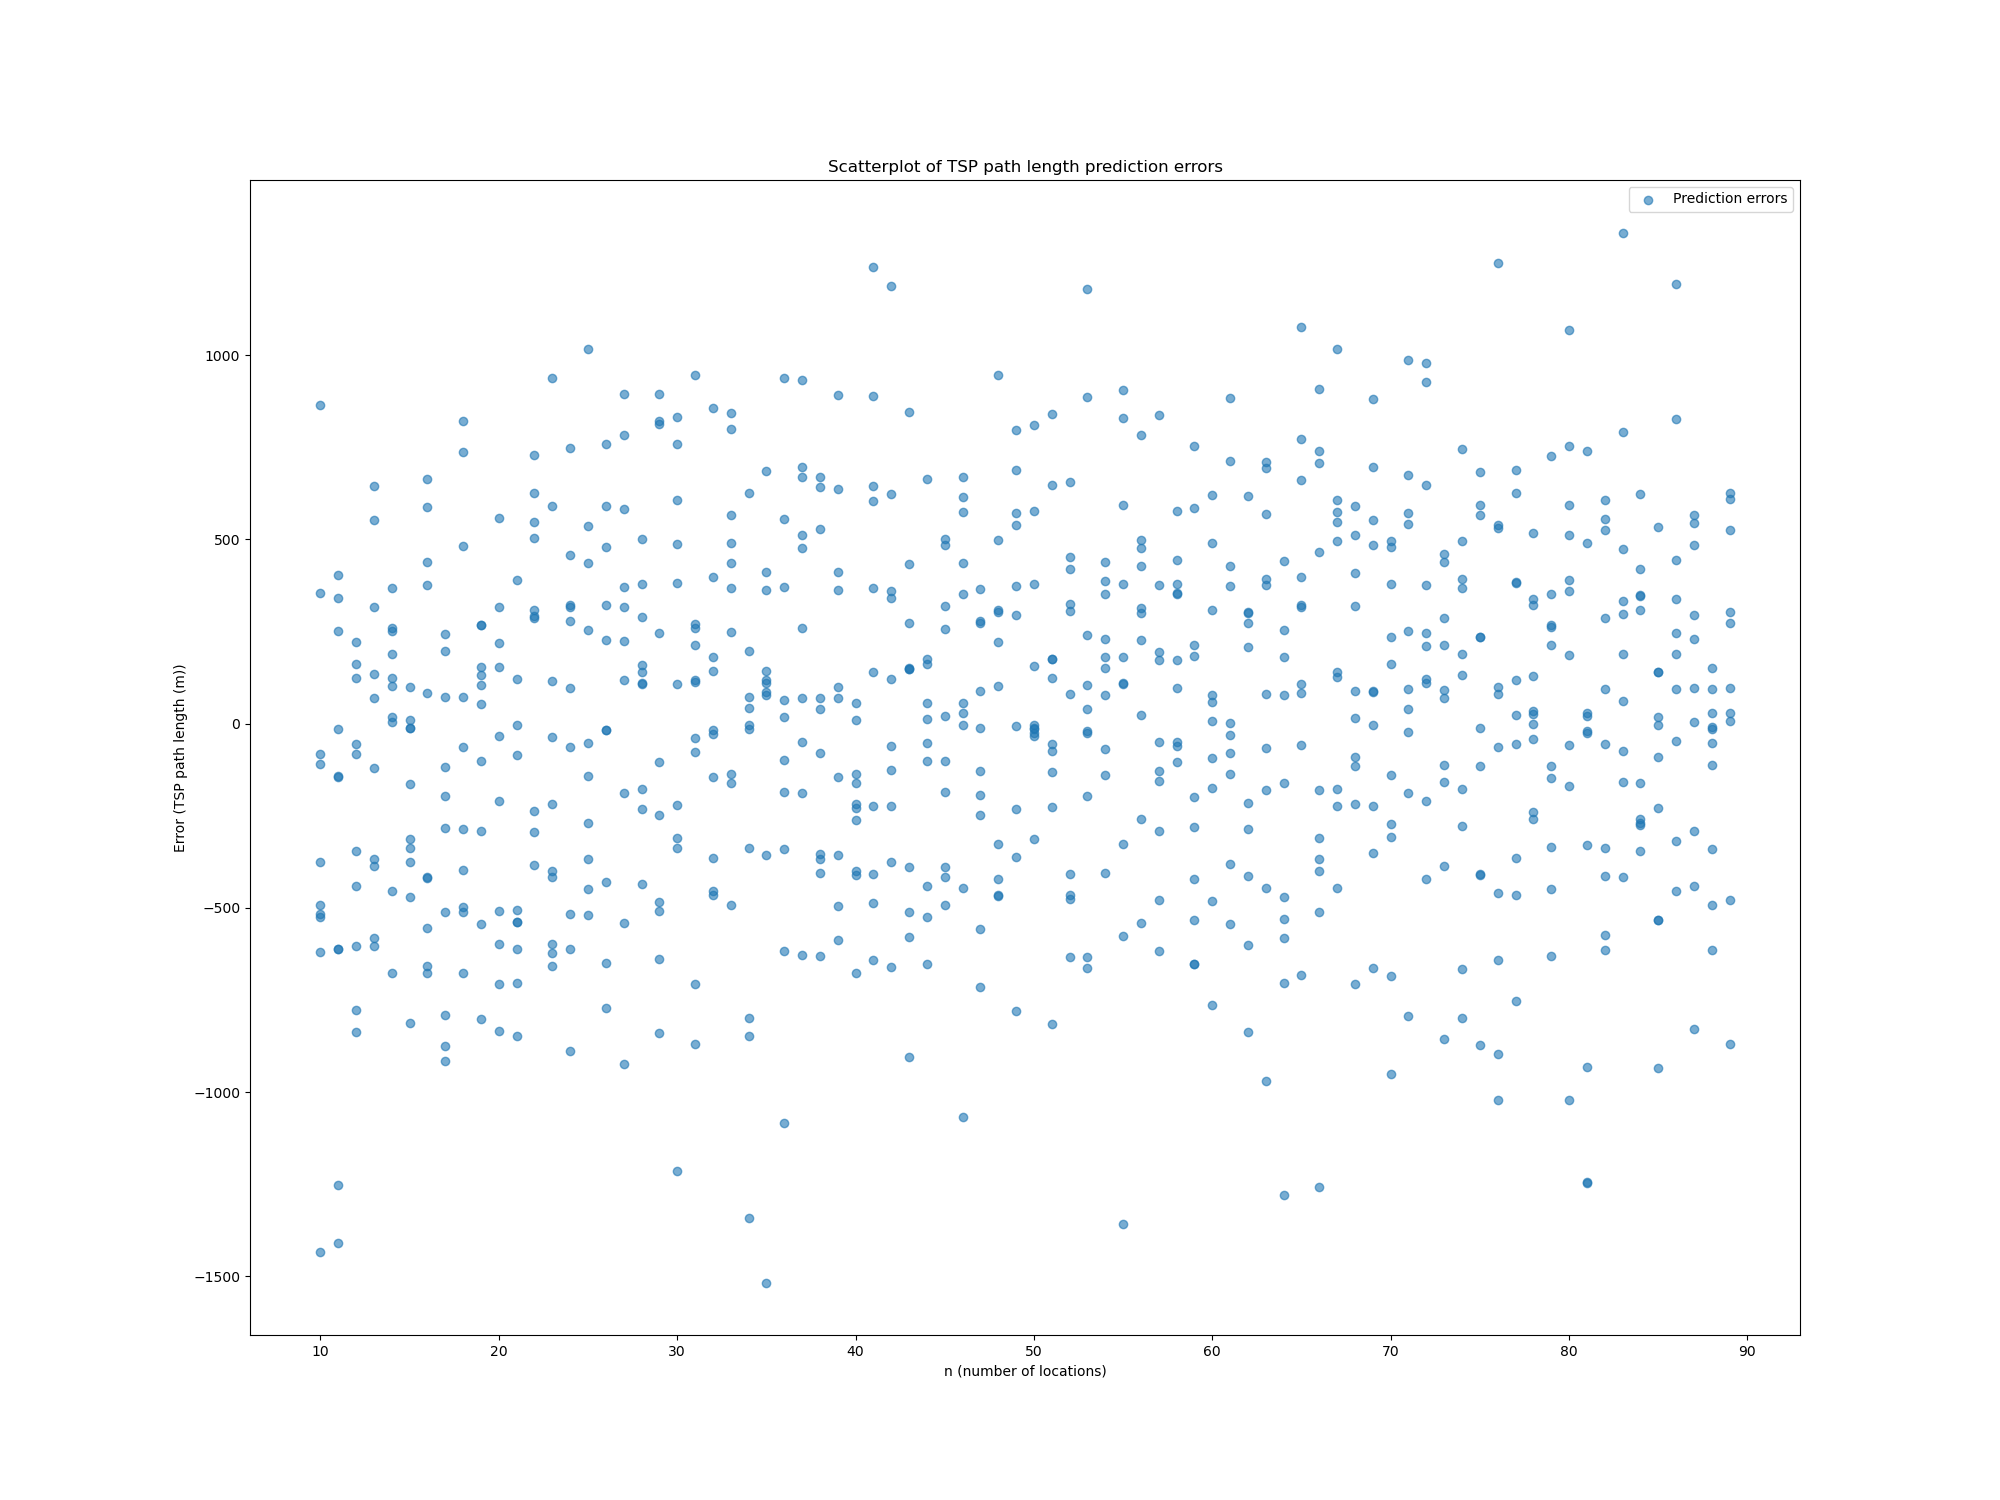 Scatterplot of TSP path length prediction errors
Prediction errors
Error (TSP path length (m))
1000
500
0
−500
−1000
−1500
10 20 30 40 50 60 70 80 90
n (number of locations)